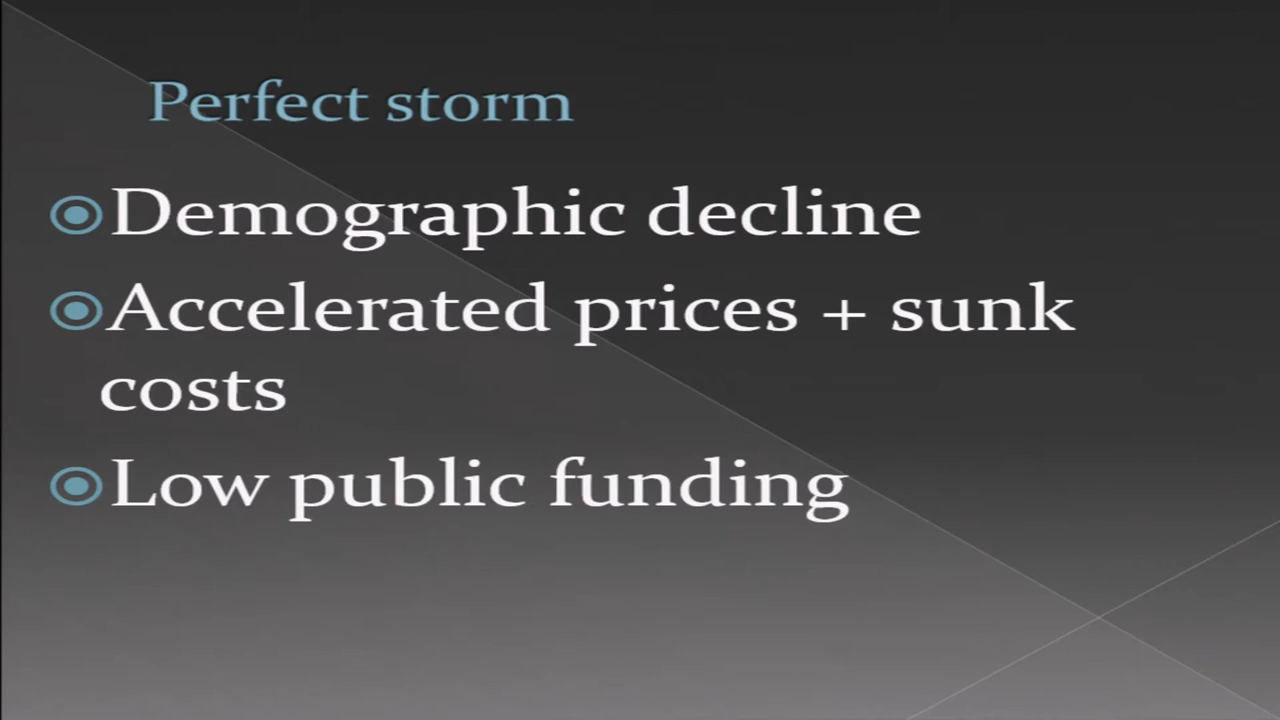 Perfect storm
Demographic decline
Accelerated prices + sunk
costs
Low public funding